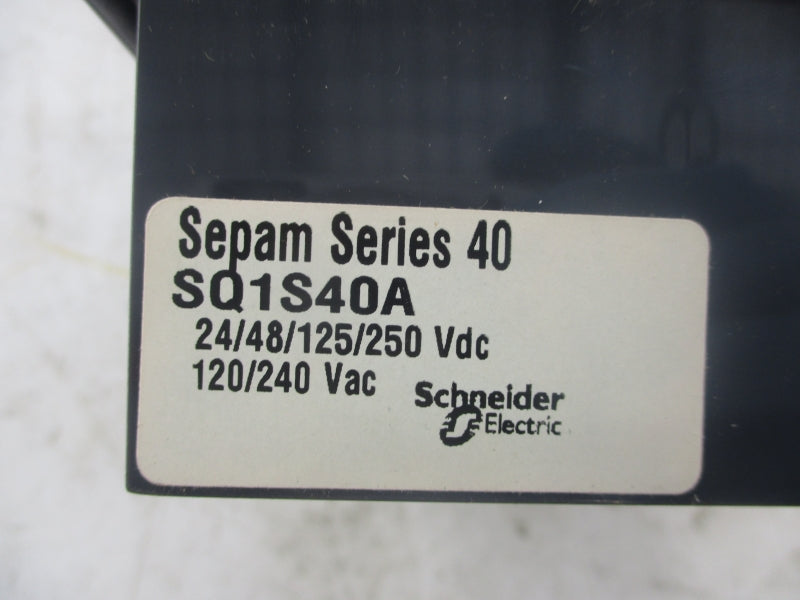 Sepam Series 40
SQ1S40A
24/48/125/250 Vdc
120/240 Vac
Schneider
Electric